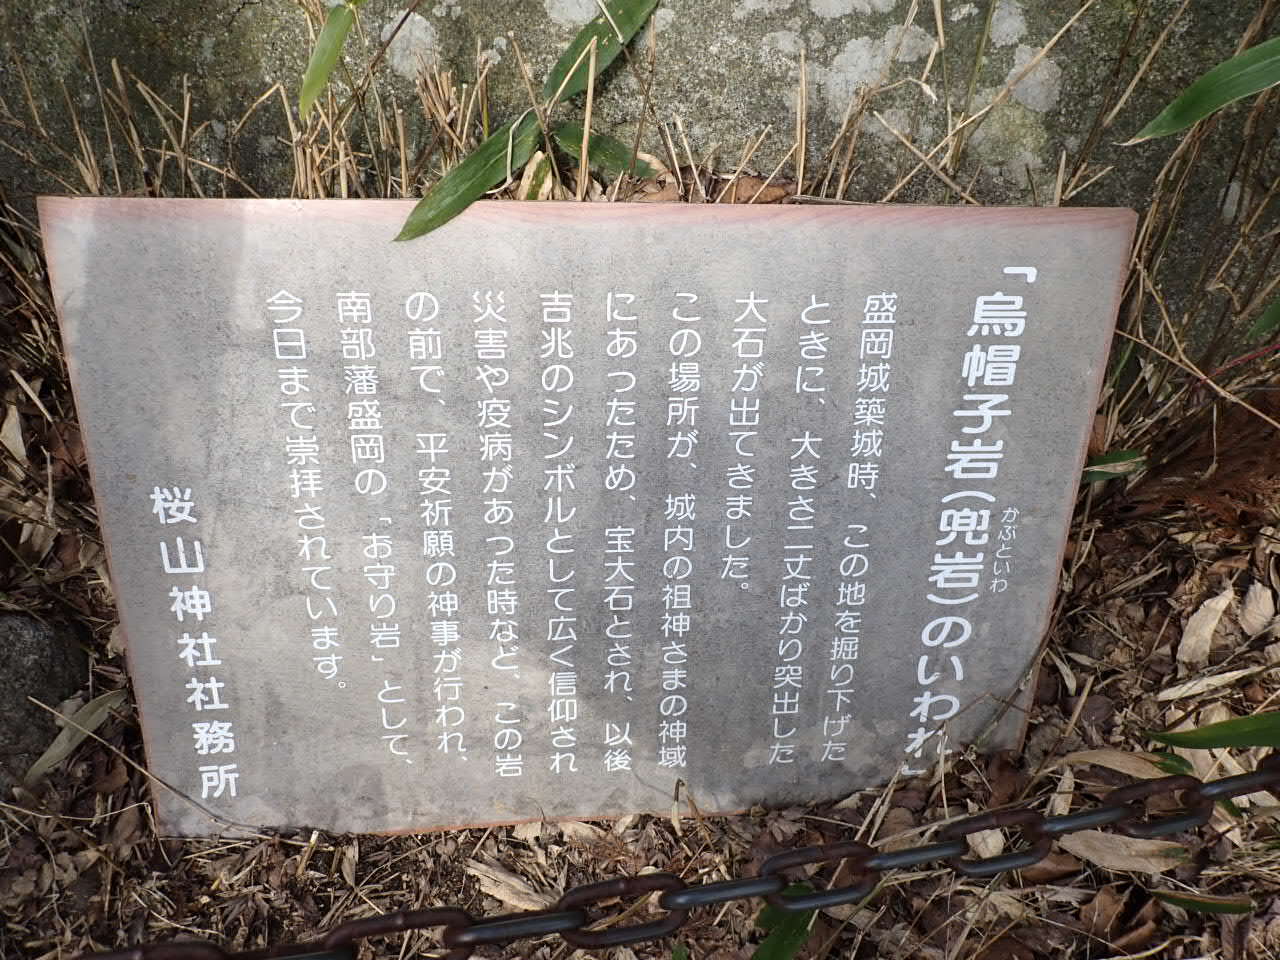 「烏帽子岩(兜岩)のいわれ」
かぶといわ
盛岡城築城時、この地を掘り下げた
ときに、大きさ二丈ばかり突出した
大石が出てきました。
この場所が、城内の祖神さまの神域
にあったため、宝大石とされ、以後
吉兆のシンボルとして広く信仰され
災害や疫病があった時など、この岩
の前で、平安祈願の神事が行われ、
南部藩盛岡の「お守り岩」として、
今日まで崇拝されています。
桜山神社社務所